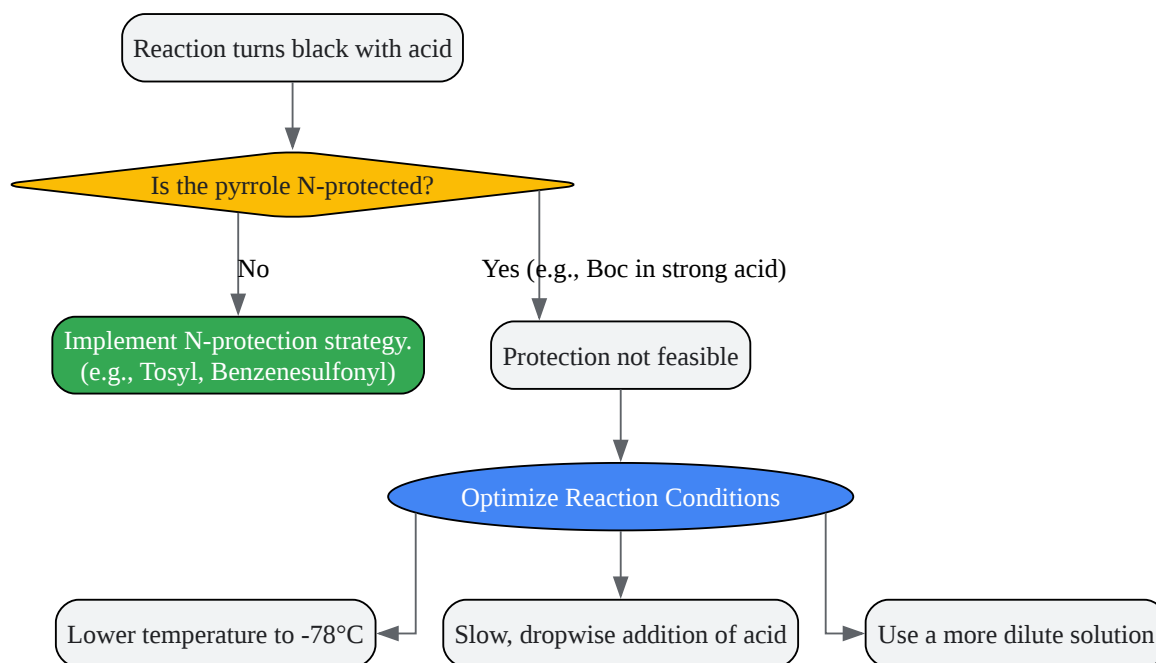 Reaction turns black with acid
Is the pyrrole N-protected?
No
Yes (e.g., Boc in strong acid)
Implement N-protection strategy.
(e.g., Tosyl, Benzenesulfonyl)
Protection not feasible
Optimize Reaction Conditions
Lower temperature to -78°C
Slow, dropwise addition of acid
Use a more dilute solution